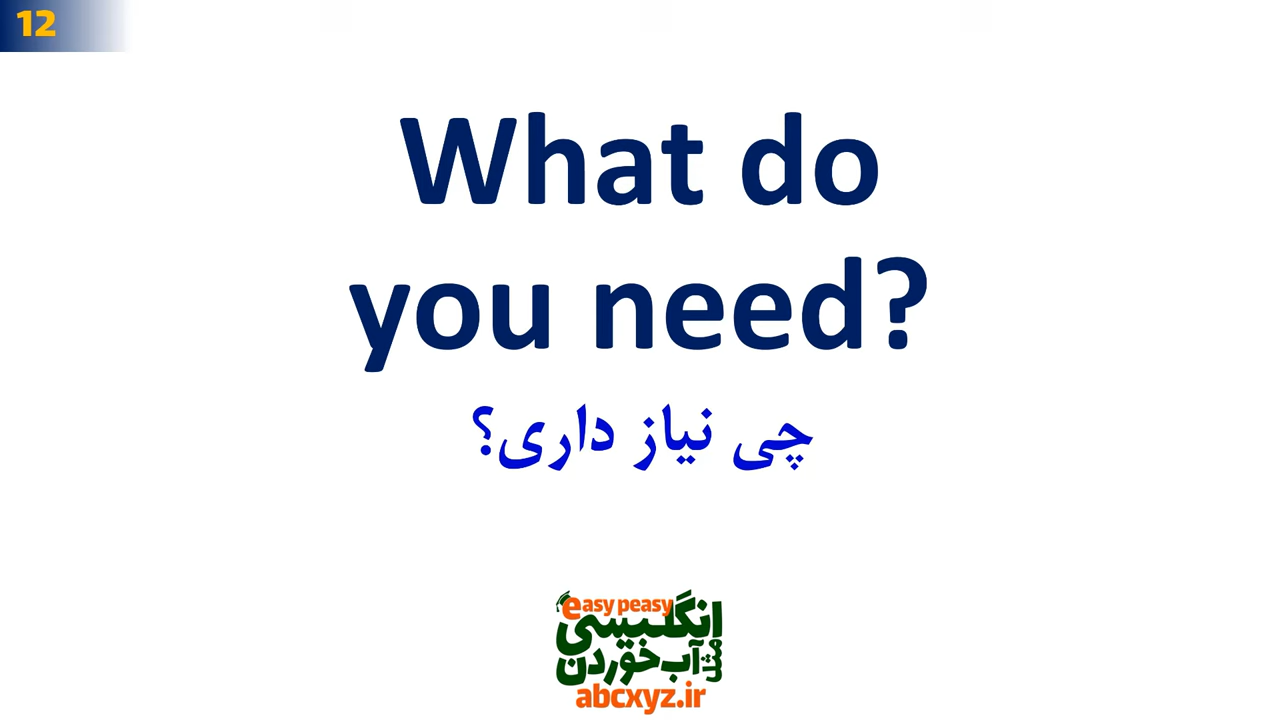 12
What do
you need?
چی نیاز داری؟
easy peasy
انگلیسی
مثل
آب خوردن
abcxyz.ir